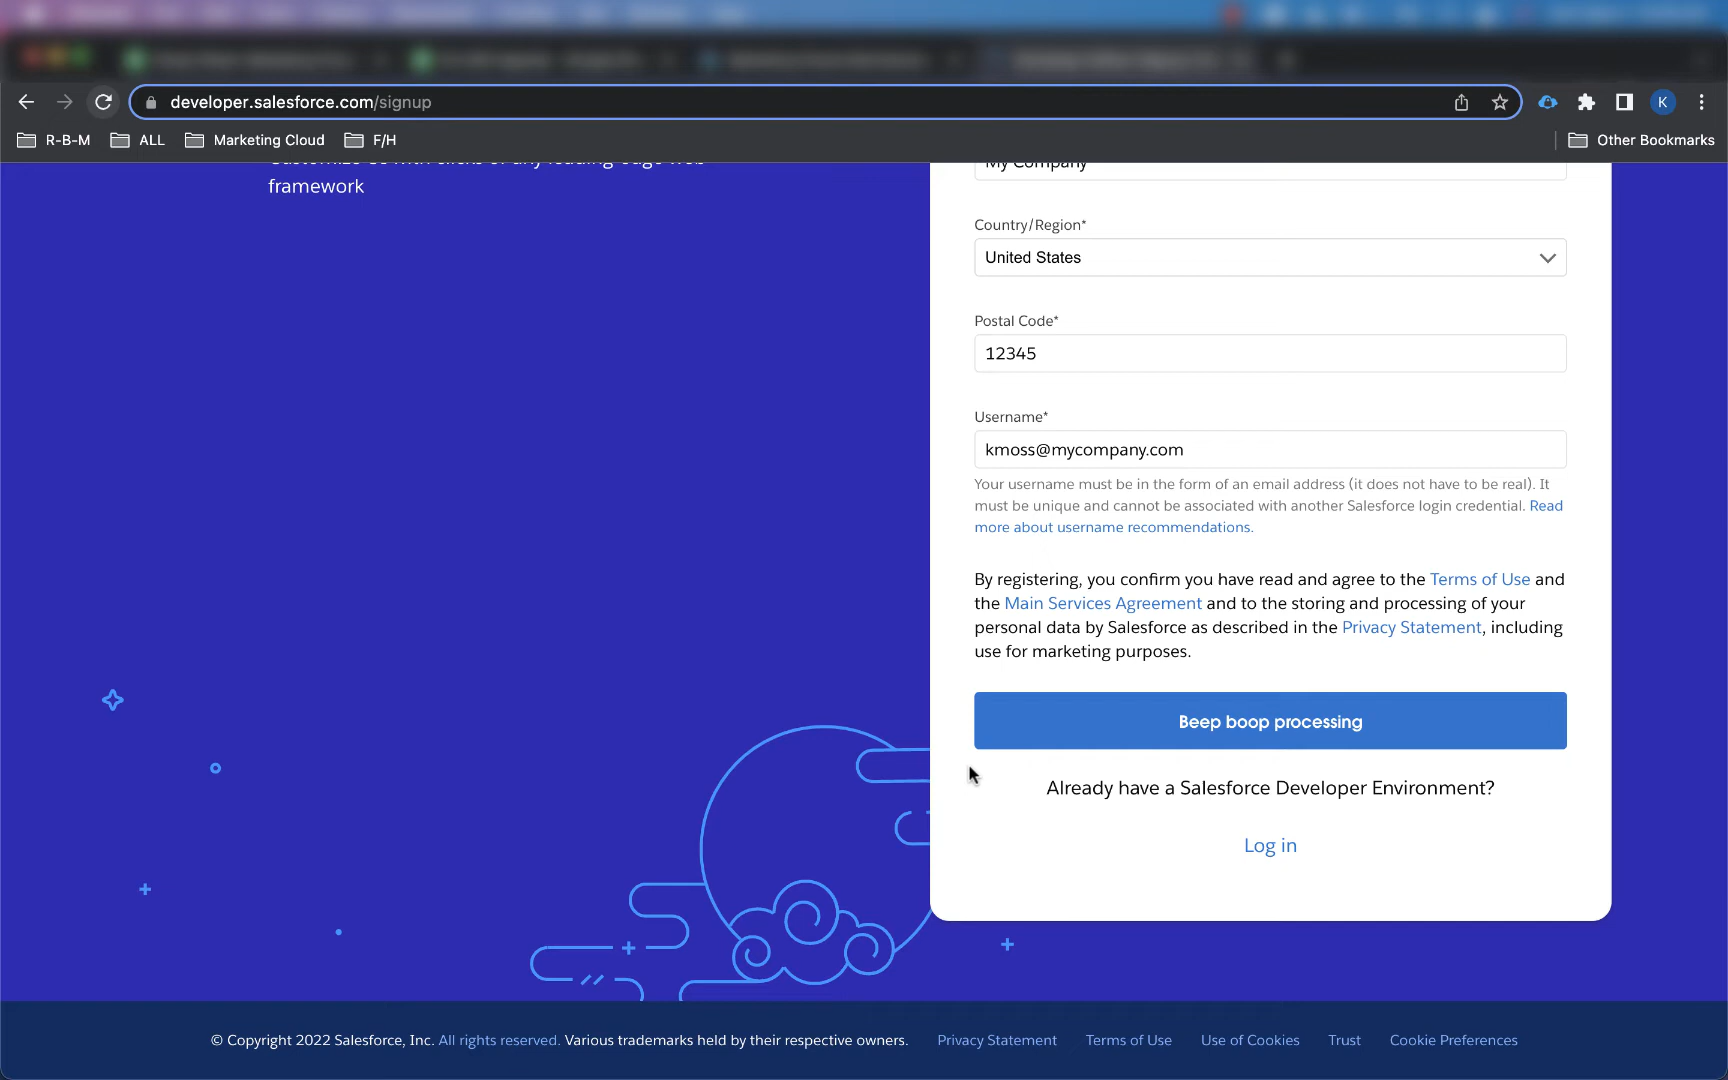 developer.salesforce.com/signup
K
R-B-M
ALL
Marketing Cloud
F/H
Other Bookmarks
framework
My Company
Country/Region*
United States
Postal Code*
12345
Username*
kmoss@mycompany.com
Your username must be in the form of an email address (it does not have to be real). It
must be unique and cannot be associated with another Salesforce login credential. Read
more about username recommendations.
By registering, you confirm you have read and agree to the Terms of Use and
the Main Services Agreement and to the storing and processing of your
personal data by Salesforce as described in the Privacy Statement, including
use for marketing purposes.
Beep boop processing
Already have a Salesforce Developer Environment?
Log in
© Copyright 2022 Salesforce, Inc. All rights reserved. Various trademarks held by their respective owners.
Privacy Statement
Terms of Use
Use of Cookies
Trust
Cookie Preferences